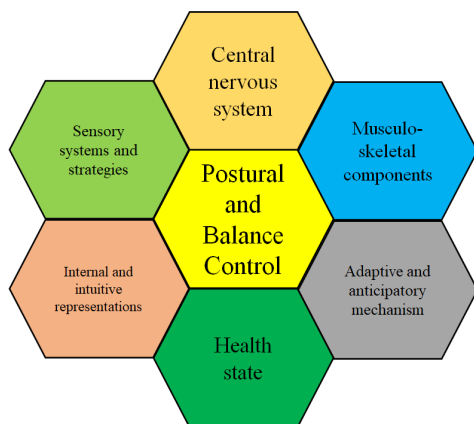 Central
nervous
system
Sensory
systems and
strategies
Musculo-
skeletal
components
Postural
and
Balance
Control
Internal and
intuitive
representations
Adaptive and
anticipatory
mechanism
Health
state